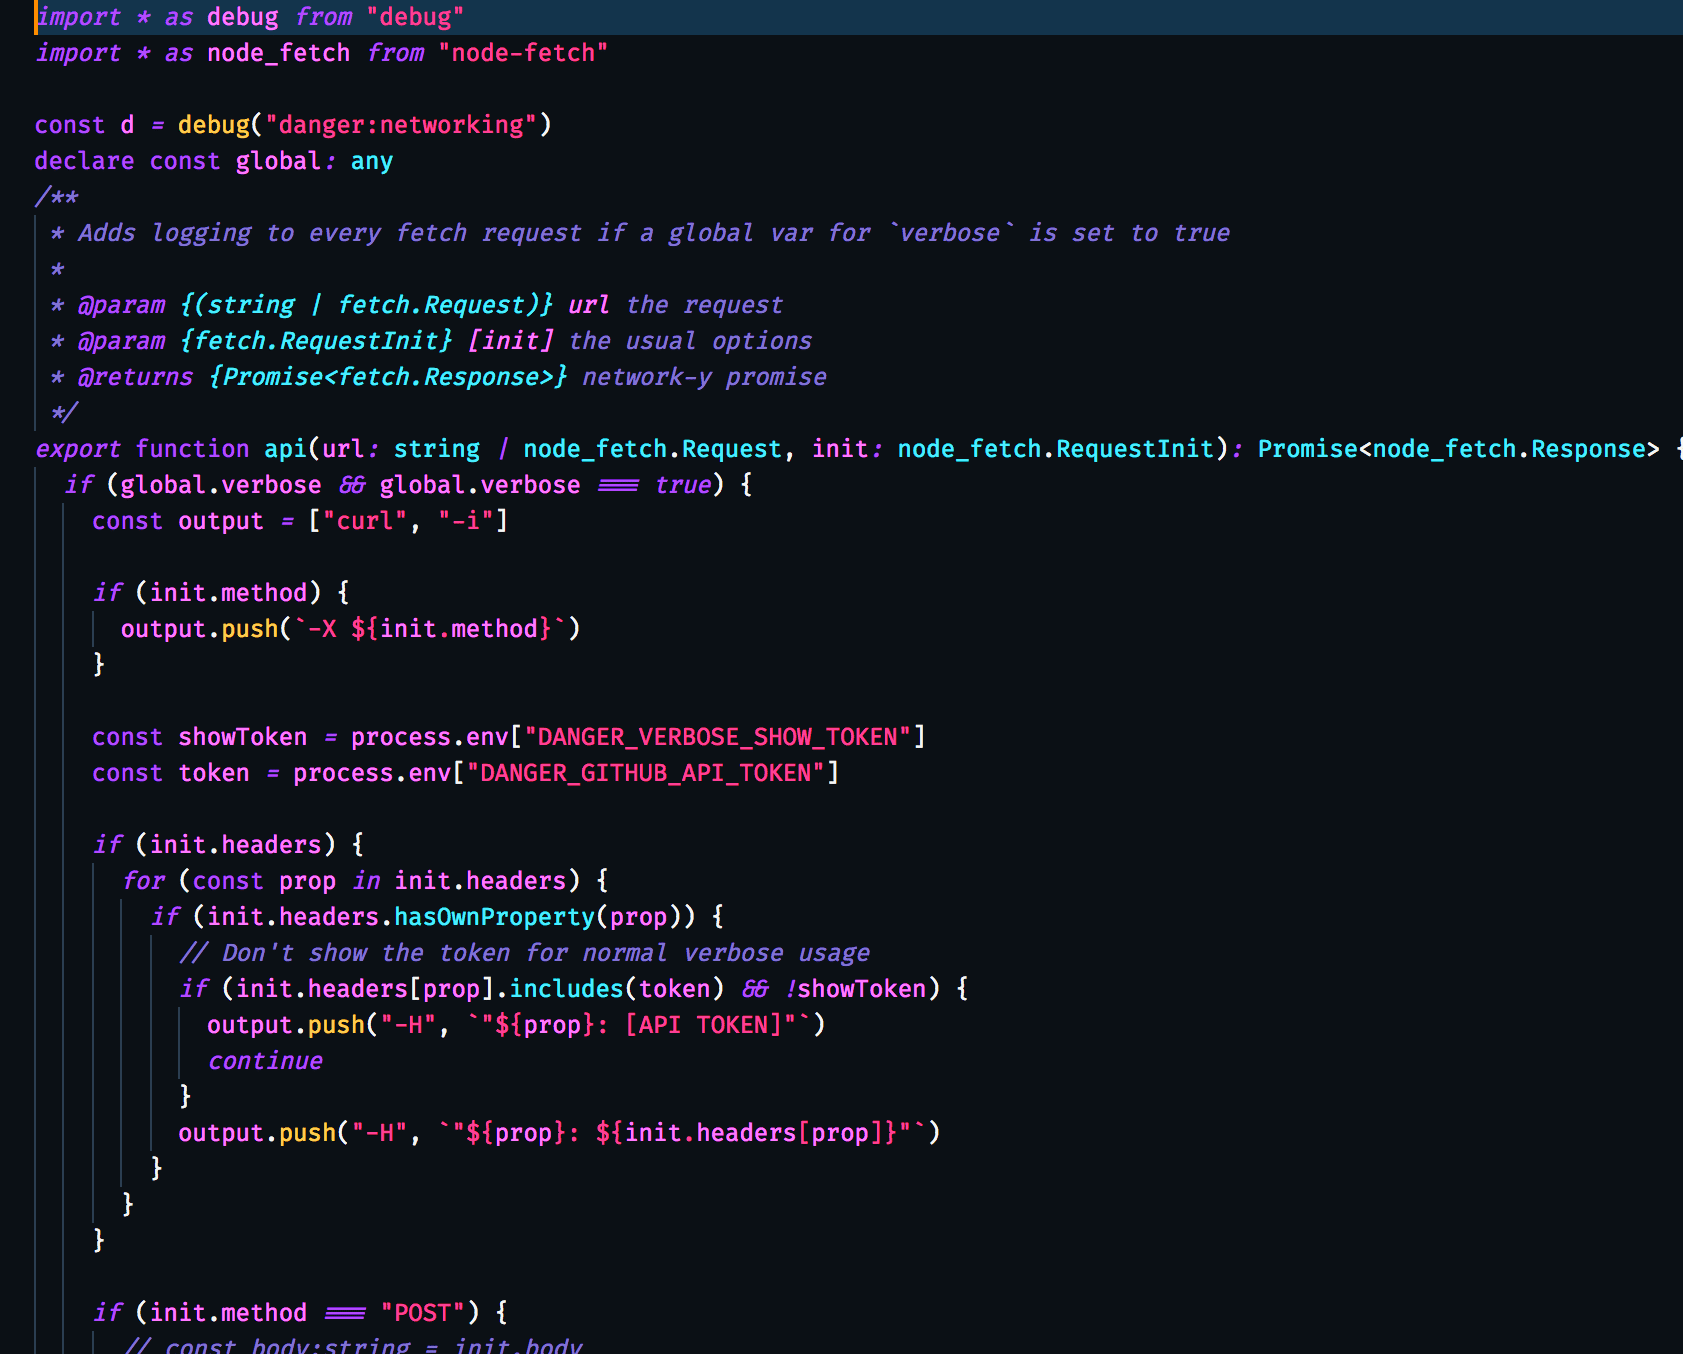 import * as debug from "debug"
import * as node_fetch from "node-fetch"

const d = debug("danger:networking")
declare const global: any
/**
 * Adds logging to every fetch request if a global var for `verbose` is set to true
 *
 * @param {(string | fetch.Request)} url the request
 * @param {fetch.RequestInit} [init] the usual options
 * @returns {Promise<fetch.Response>} network-y promise
 */
export function api(url: string | node_fetch.Request, init: node_fetch.RequestInit): Promise<node_fetch.Response> {
  if (global.verbose && global.verbose === true) {
    const output = ["curl", "-i"]

    if (init.method) {
      output.push(`-X ${init.method}`)
    }

    const showToken = process.env["DANGER_VERBOSE_SHOW_TOKEN"]
    const token = process.env["DANGER_GITHUB_API_TOKEN"]

    if (init.headers) {
      for (const prop in init.headers) {
        if (init.headers.hasOwnProperty(prop)) {
          // Don't show the token for normal verbose usage
          if (init.headers[prop].includes(token) && !showToken) {
            output.push("-H", `"${prop}: [API TOKEN]"`)
            continue
          }
          output.push("-H", `"${prop}: ${init.headers[prop]}"`)
        }
      }
    }

    if (init.method === "POST") {
      // const body:string = init.body